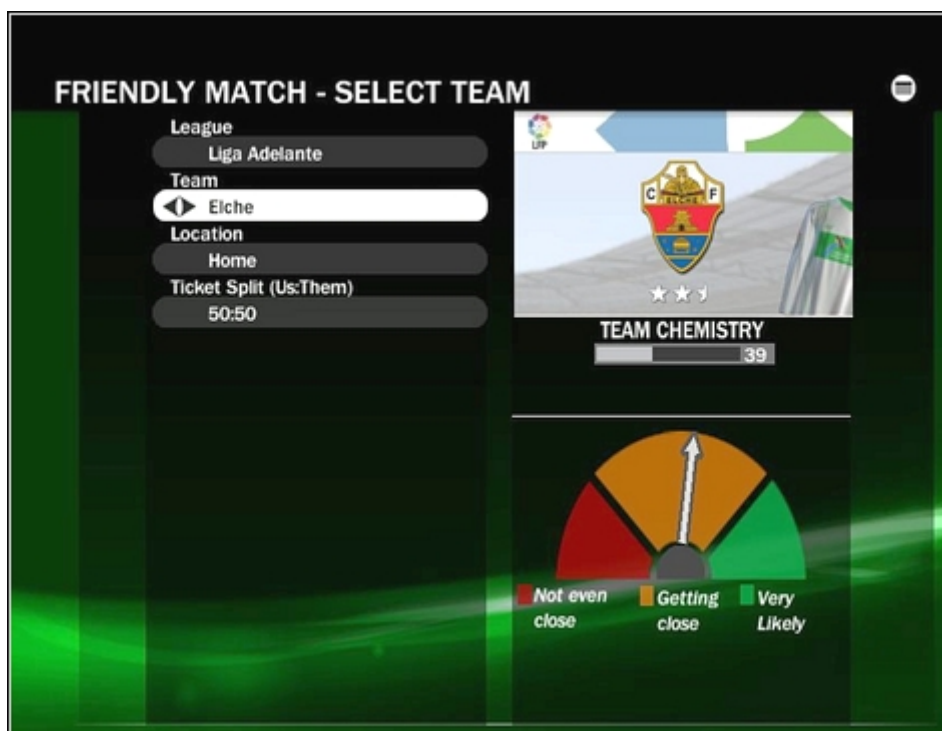 FRIENDLY MATCH - SELECT TEAM
League
Liga Adelante
Team
Elche
Location
Home
Ticket Split (Us:Them)
50:50
LFP
C F
ELCHE
TEAM CHEMISTRY
39
Not even close
Getting close
Very Likely